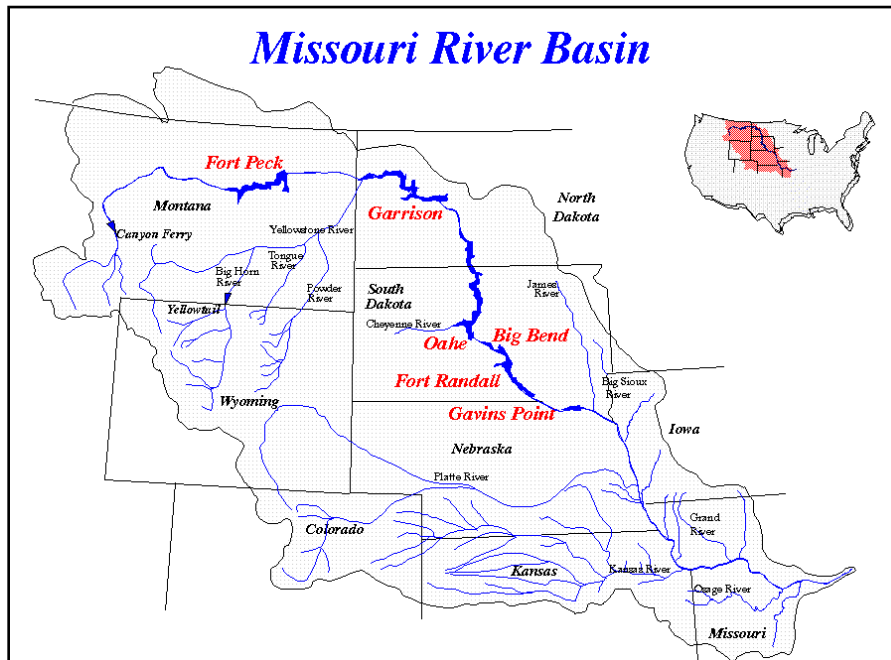 Missouri River Basin
Fort Peck
Montana
Garrison
North
Dakota
Canyon Ferry
Yellowstone River
Big Horn
River
Tongue
River
Powder
River
South
Dakota
James
River
Yellowtail
Cheyenne River
Oahe
Big Bend
Fort Randall
Big Sioux
River
Wyoming
Gavins Point
Iowa
Nebraska
Platte River
Colorado
Grand
River
Kansas
Kansas River
Osage River
Missouri